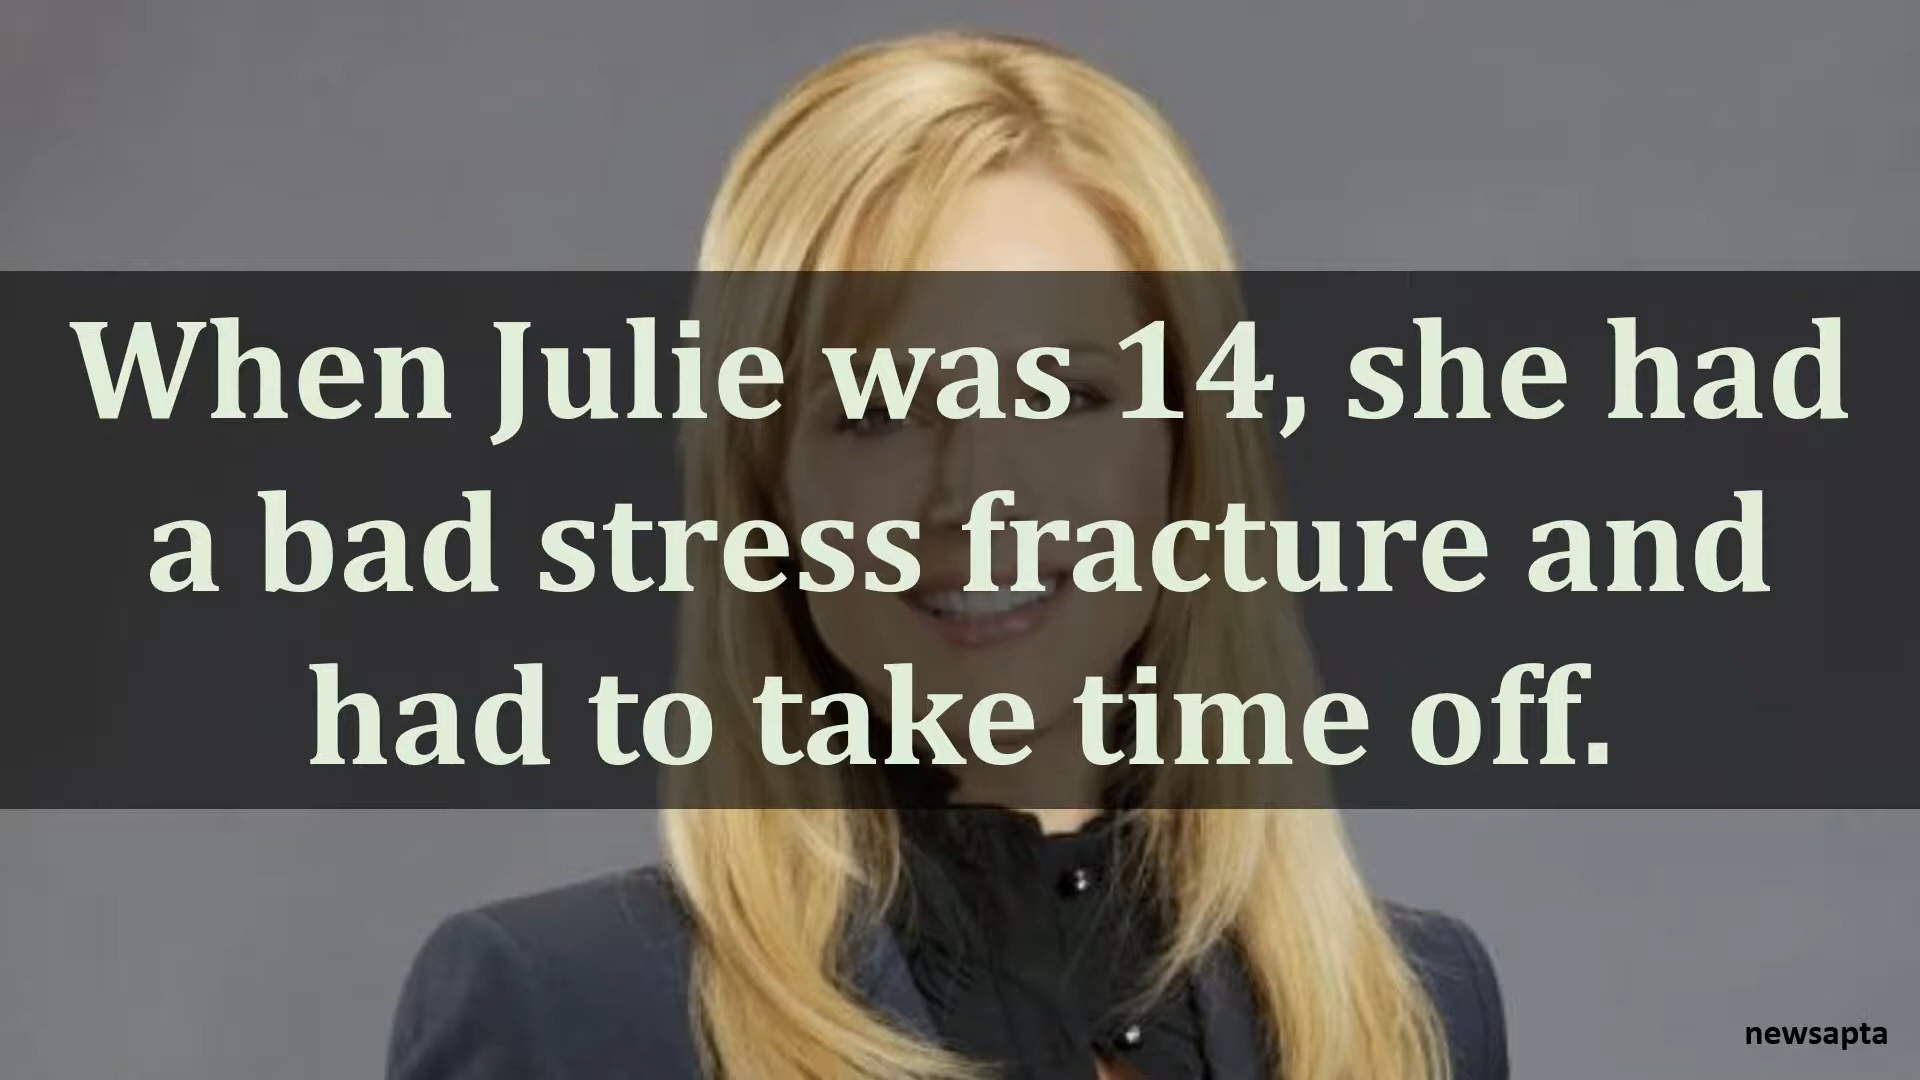 When Julie was 14, she had
a bad stress fracture and
had to take time off.
newsapta